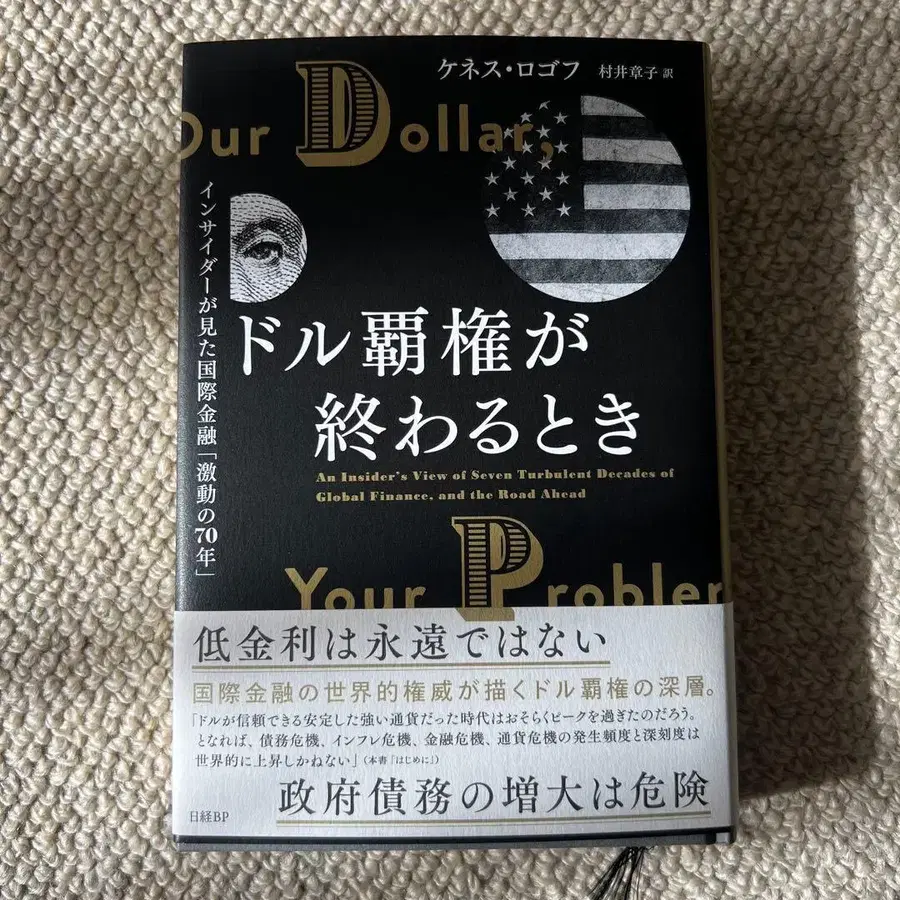 ケネス・ロゴフ 村井章子 訳
Our Dollar,
インサイダーが見た国際金融「激動の70年」
ドル覇権が
終わるとき
An Insider's View of Seven Turbulent Decades of
Global Finance, and the Road Ahead
Your Problem
低金利は永遠ではない
国際金融の世界的権威が描くドル覇権の深層。
「ドルが信頼できる安定した強い通貨だった時代はおそらくピークを過ぎたのだろう。
となれば、債務危機、インフレ危機、金融危機、通貨危機の発生頻度と深刻度は
世界的に上昇しかねない」（本書「はじめに」）
政府債務の増大は危険
日経BP